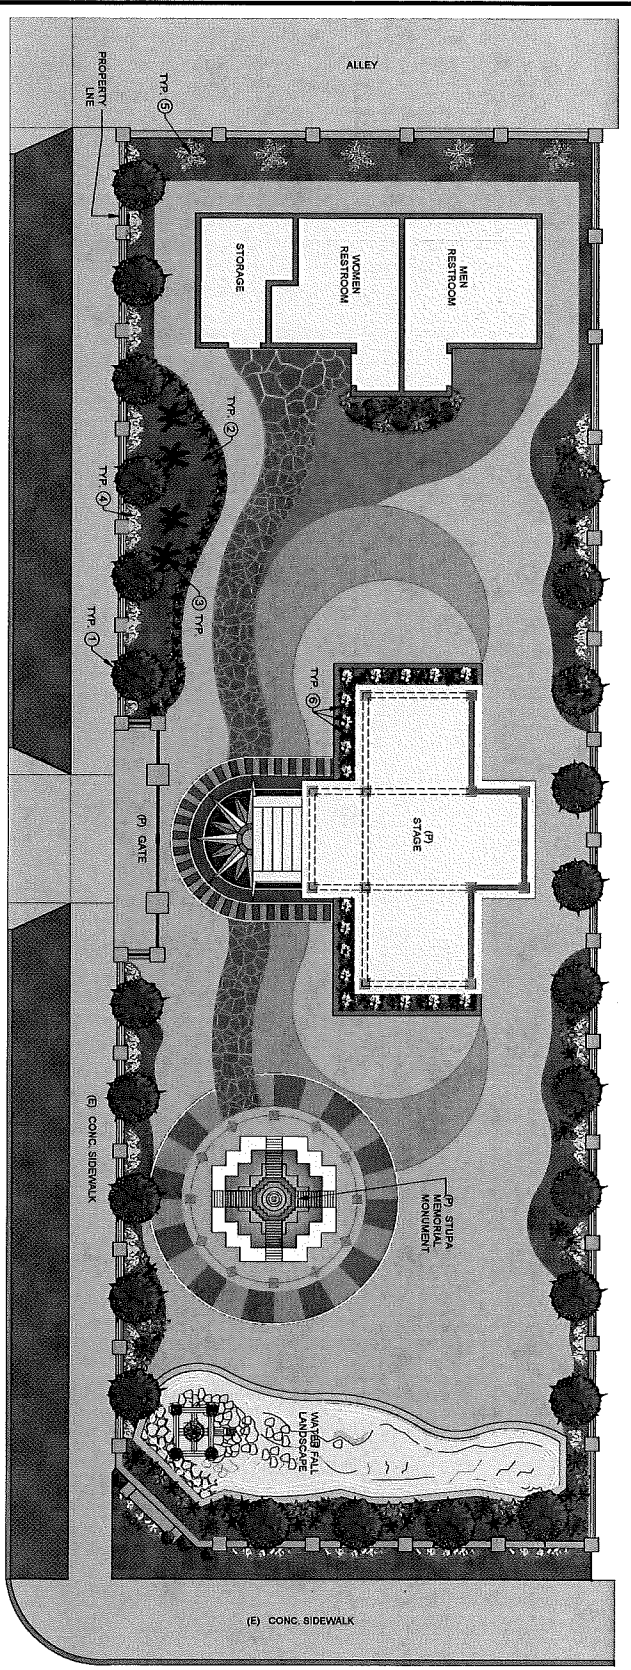 ALLEY
PROPERTY
LNE
TYP. 5
MEN
RESTROOM
WOMEN
RESTROOM
STORAGE
TYP. 2
TYP. 4
3 TYP.
TYP. 1
TYP. 6
(P)
STAGE
(P) GATE
(E) CONC. SIDEWALK
(P) STUPA
MEMORIAL
MONUMENT
WATER FALL
LANDSCAPE
(E) CONC. SIDEWALK